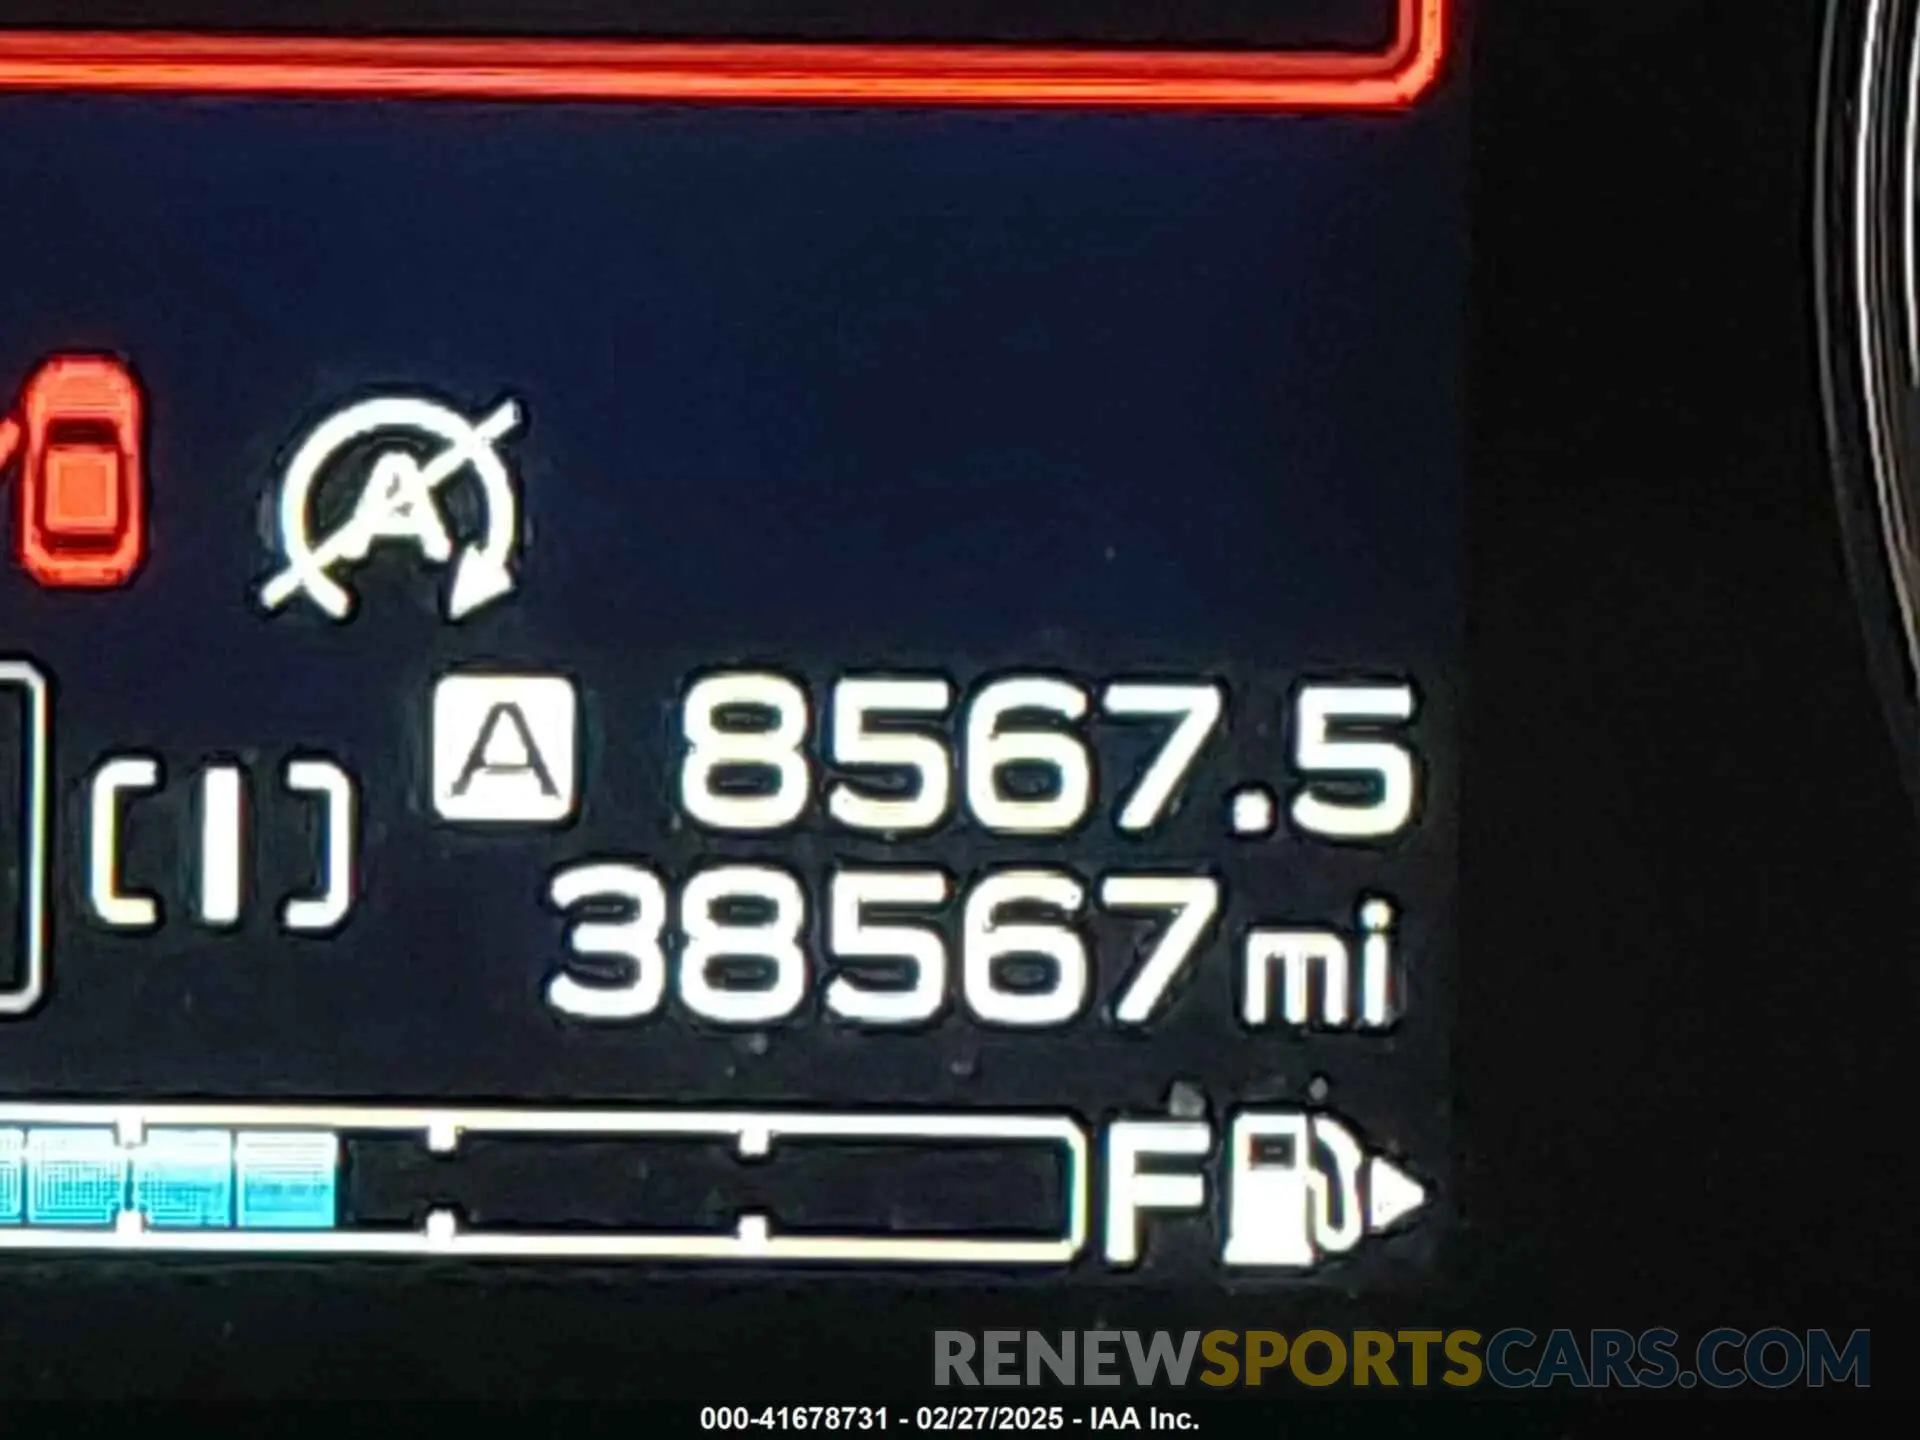 A
A 8567.5
38567 mi
F
RENEWSPORTSCARS.COM
000-41678731 - 02/27/2025 - IAA Inc.